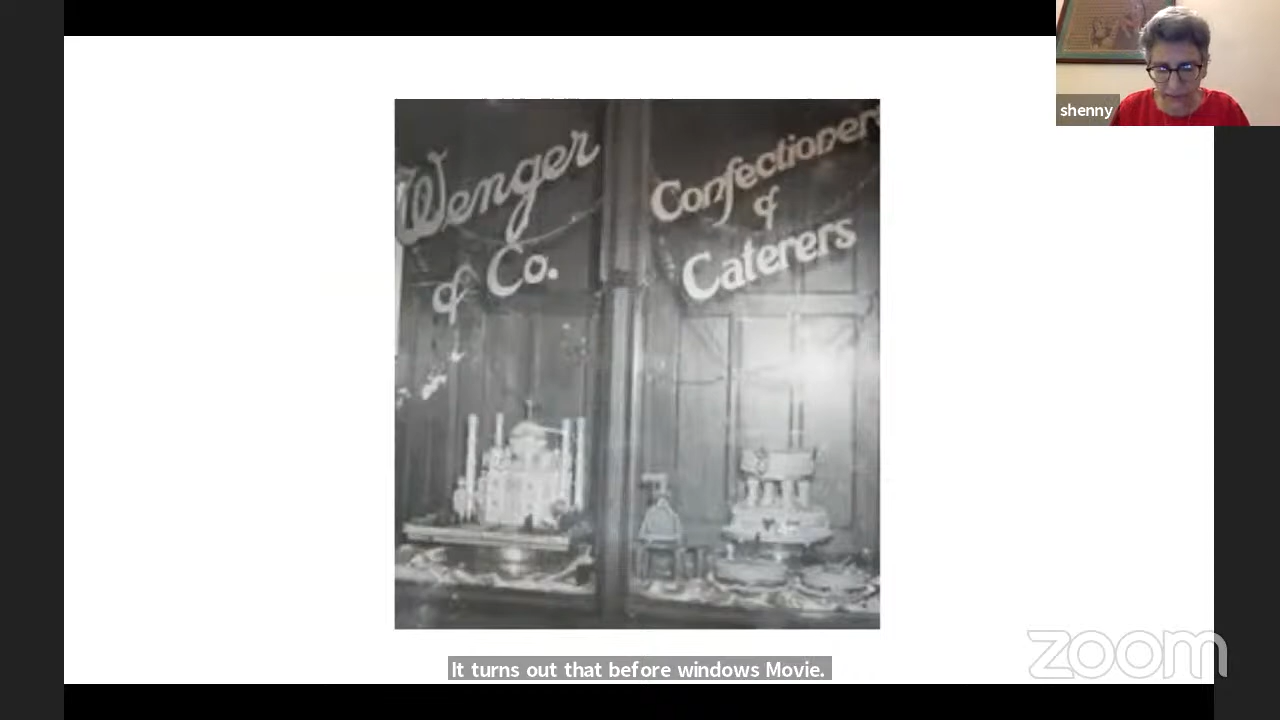 shenny
Wenger
& Co.
Confectioners
&
Caterers
It turns out that before windows Movie.
zoom